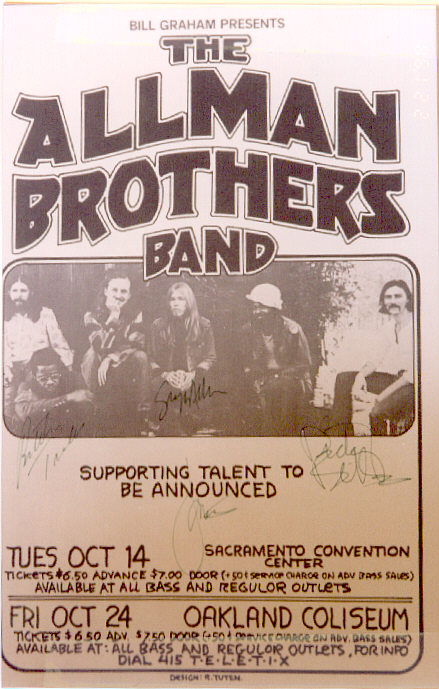 BILL GRAHAM PRESENTS
THE
ALLMAN
BROTHERS
BAND
SUPPORTING TALENT TO
BE ANNOUNCED
TUES OCT 14 SACRAMENTO CONVENTION
CENTER
TICKETS $6.50 ADVANCE $7.00 DOOR (+50¢ SERVICE CHARGE ON ADV BASS SALES)
AVAILABLE AT ALL BASS AND REGULOR OUTLETS
FRI OCT 24 OAKLAND COLISEUM
TICKETS $6.50 ADV. $7.50 DOOR (+50¢ SERVICE CHARGE ON ADV. BASS SALES)
AVAILABLE AT: ALL BASS AND REGULOR OUTLETS, FOR INFO
DIAL 415 T·E·L·E·T·I·X
DESIGN: R. TUTEN